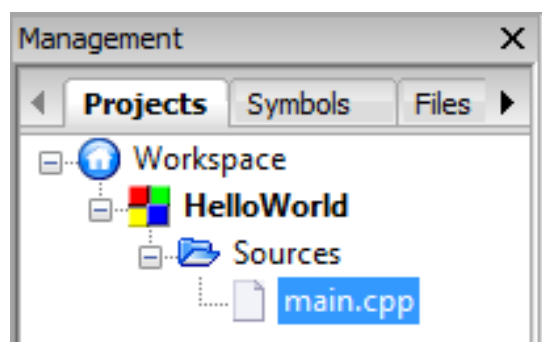 Management
Projects Symbols Files
Workspace
HelloWorld
Sources
main.cpp